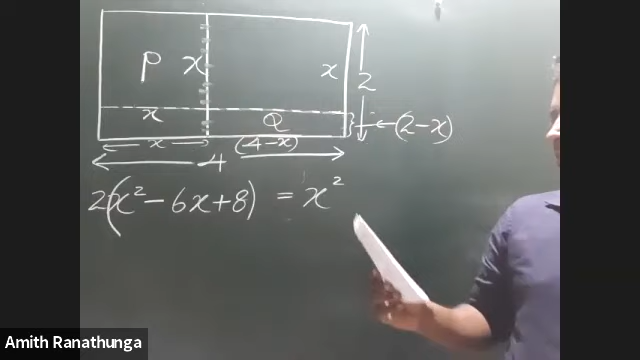 P x x 2
x Q (2-x)
x (4-x)
4
2(x² - 6x + 8) = x²
Amith Ranathunga